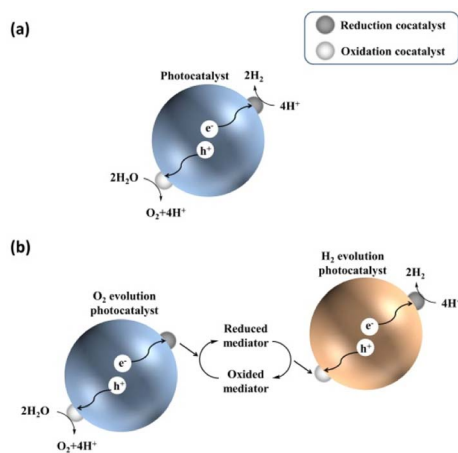 (a)
Reduction cocatalyst
Oxidation cocatalyst
Photocatalyst
2H₂
4H⁺
e⁻
h⁺
2H₂O
O₂+4H⁺
(b)
H₂ evolution
photocatalyst
2H₂
4H⁺
O₂ evolution
photocatalyst
Reduced
mediator
e⁻
h⁺
e⁻
h⁺
Oxided
mediator
2H₂O
O₂+4H⁺